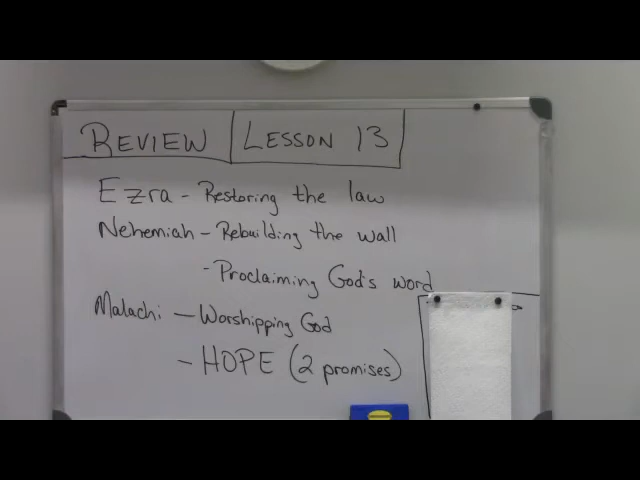 REVIEW LESSON 13
Ezra - Restoring the law
Nehemiah - Rebuilding the wall
- Proclaiming God's word
Malachi - Worshipping God
- HOPE (2 promises)